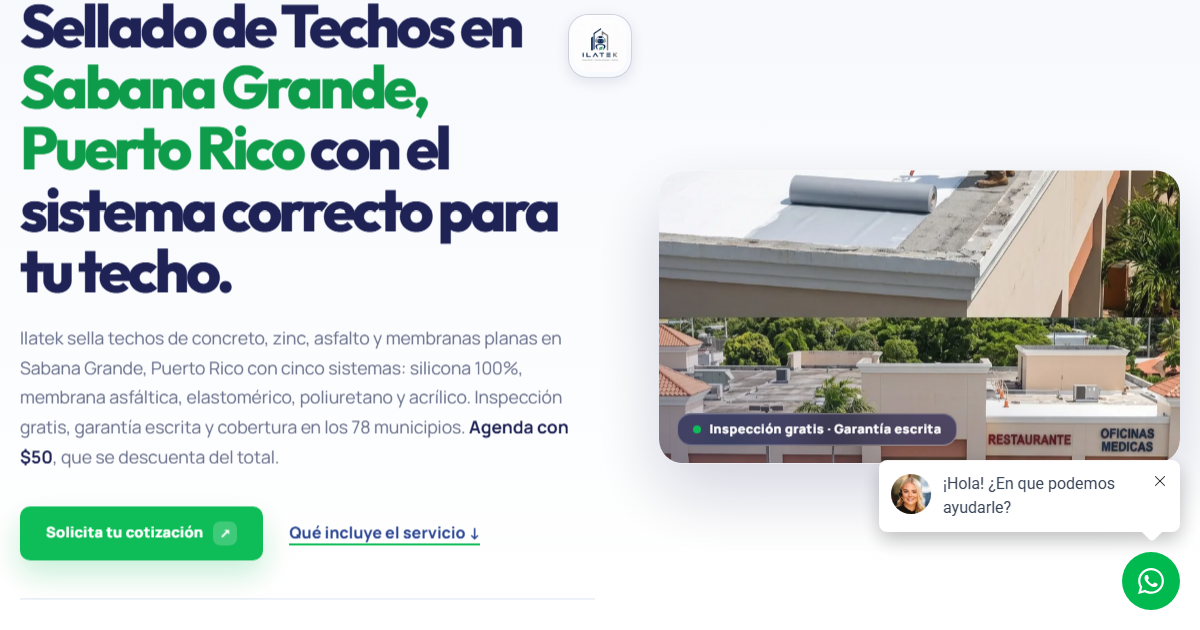 Sellado de Techos en
Sabana Grande,
Puerto Rico con el
sistema correcto para
tu techo.
ILATEK
Ilatek sella techos de concreto, zinc, asfalto y membranas planas en
Sabana Grande, Puerto Rico con cinco sistemas: silicona 100%,
membrana asfáltica, elastomérico, poliuretano y acrílico. Inspección
gratis, garantía escrita y cobertura en los 78 municipios. Agenda con
$50, que se descuenta del total.
Solicita tu cotización ↗
Qué incluye el servicio ↓
Inspección gratis · Garantía escrita
RESTAURANTE
OFICINAS
MEDICAS
¡Hola! ¿En que podemos
ayudarle?